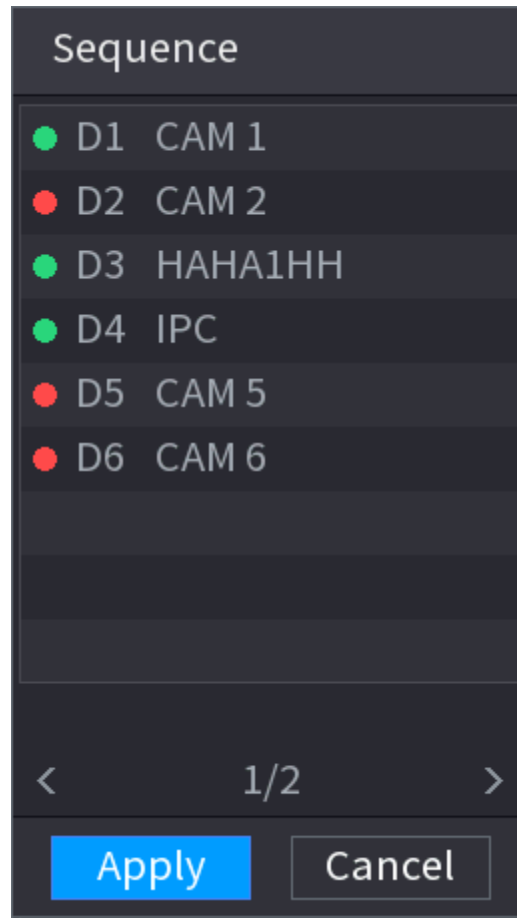 Sequence
D1 CAM 1
D2 CAM 2
D3 HAHA1HH
D4 IPC
D5 CAM 5
D6 CAM 6
< 1/2 >
Apply Cancel